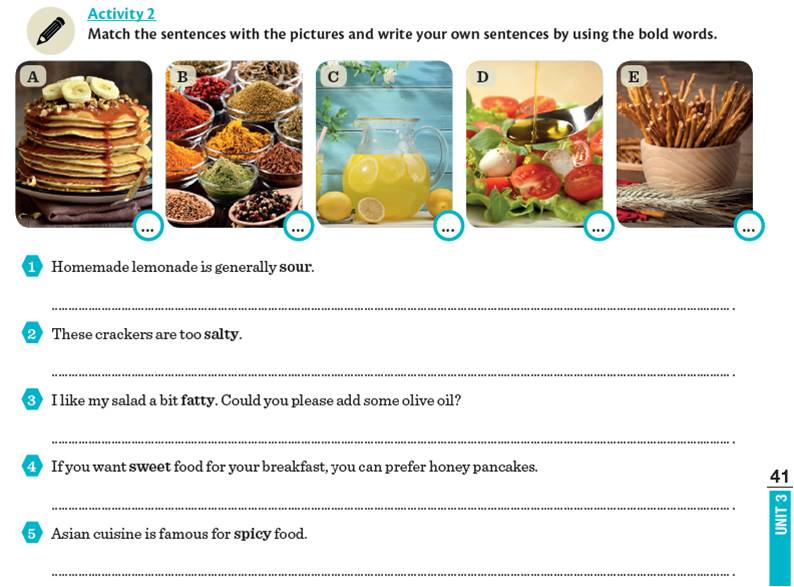 Activity 2
Match the sentences with the pictures and write your own sentences by using the bold words.
A
B
C
D
E
...
...
...
...
...
1 Homemade lemonade is generally sour.
.
2 These crackers are too salty.
.
3 I like my salad a bit fatty. Could you please add some olive oil?
.
4 If you want sweet food for your breakfast, you can prefer honey pancakes.
.
5 Asian cuisine is famous for spicy food.
.
41
UNIT 3